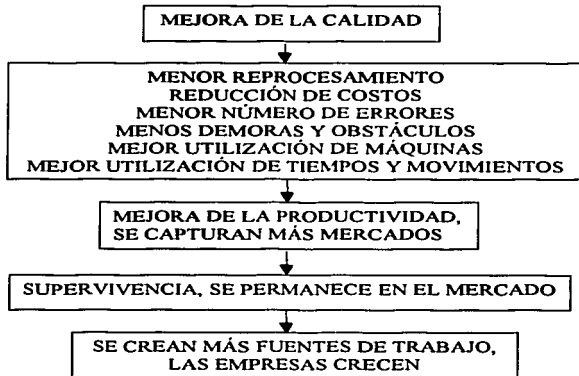 MEJORA DE LA CALIDAD
MENOR REPROCESAMIENTO
REDUCCIÓN DE COSTOS
MENOR NÚMERO DE ERRORES
MENOS DEMORAS Y OBSTÁCULOS
MEJOR UTILIZACIÓN DE MÁQUINAS
MEJOR UTILIZACIÓN DE TIEMPOS Y MOVIMIENTOS
MEJORA DE LA PRODUCTIVIDAD,
SE CAPTURAN MÁS MERCADOS
SUPERVIVENCIA, SE PERMANECE EN EL MERCADO
SE CREAN MÁS FUENTES DE TRABAJO,
LAS EMPRESAS CRECEN